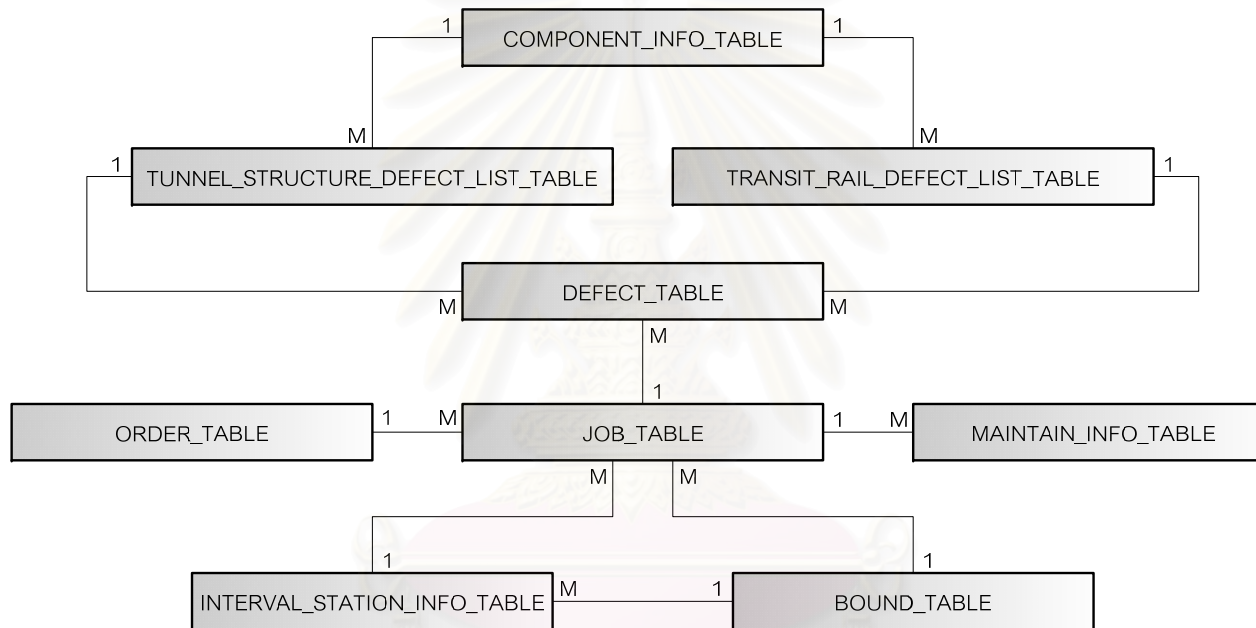 1 COMPONENT_INFO_TABLE 1
M M
1 TUNNEL_STRUCTURE_DEFECT_LIST_TABLE TRANSIT_RAIL_DEFECT_LIST_TABLE 1
DEFECT_TABLE
M M
M
1
ORDER_TABLE 1 M JOB_TABLE 1 M MAINTAIN_INFO_TABLE
M M
1 1
INTERVAL_STATION_INFO_TABLE M 1 BOUND_TABLE